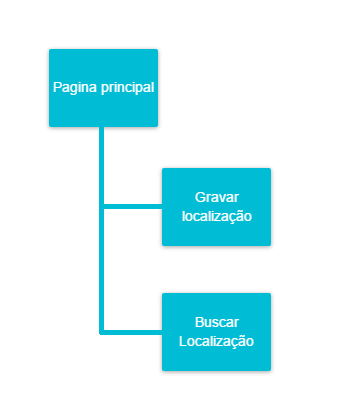 Pagina principal
Gravar
localização
Buscar
Localização